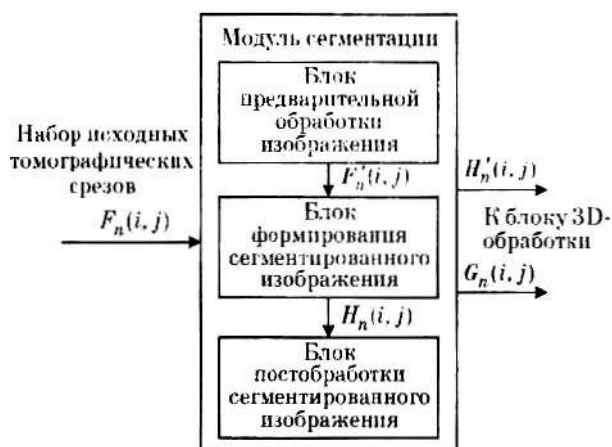 Модуль сегментации
Блок
предварительной
обработки
изображения
Набор исходных
томографических
срезов
F'ₙ(i, j)
H'ₙ(i, j)
Fₙ(i, j)
Блок
формирования
сегментированного
изображения
К блоку 3D-
обработки
Gₙ(i, j)
Hₙ(i, j)
Блок
постобработки
сегментированного
изображения